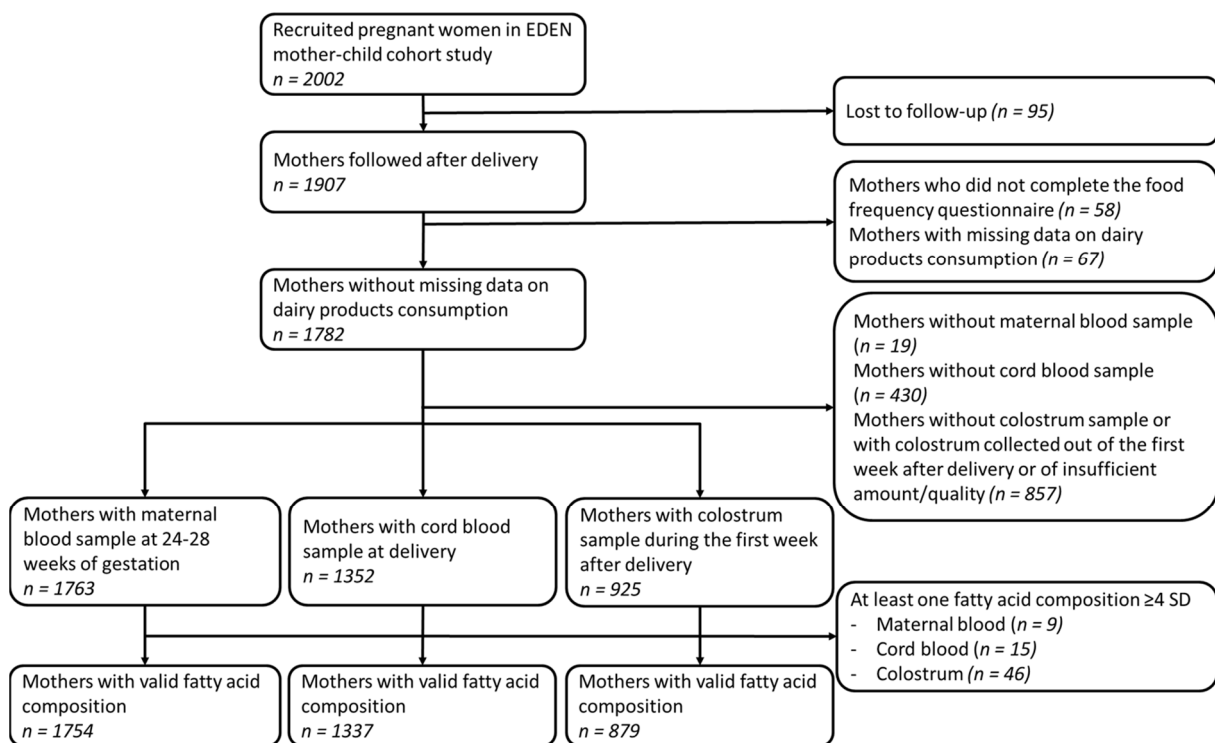 Recruited pregnant women in EDEN
mother-child cohort study
n = 2002
Lost to follow-up (n = 95)
Mothers followed after delivery
n = 1907
Mothers who did not complete the food
frequency questionnaire (n = 58)
Mothers with missing data on dairy
products consumption (n = 67)
Mothers without missing data on
dairy products consumption
n = 1782
Mothers without maternal blood sample
(n = 19)
Mothers without cord blood sample
(n = 430)
Mothers without colostrum sample or
with colostrum collected out of the first
week after delivery or of insufficient
amount/quality (n = 857)
Mothers with maternal
blood sample at 24-28
weeks of gestation
n = 1763
Mothers with cord blood
sample at delivery
n = 1352
Mothers with colostrum
sample during the first week
after delivery
n = 925
At least one fatty acid composition ≥4 SD
- Maternal blood (n = 9)
- Cord blood (n = 15)
- Colostrum (n = 46)
Mothers with valid fatty acid
composition
n = 1754
Mothers with valid fatty acid
composition
n = 1337
Mothers with valid fatty acid
composition
n = 879